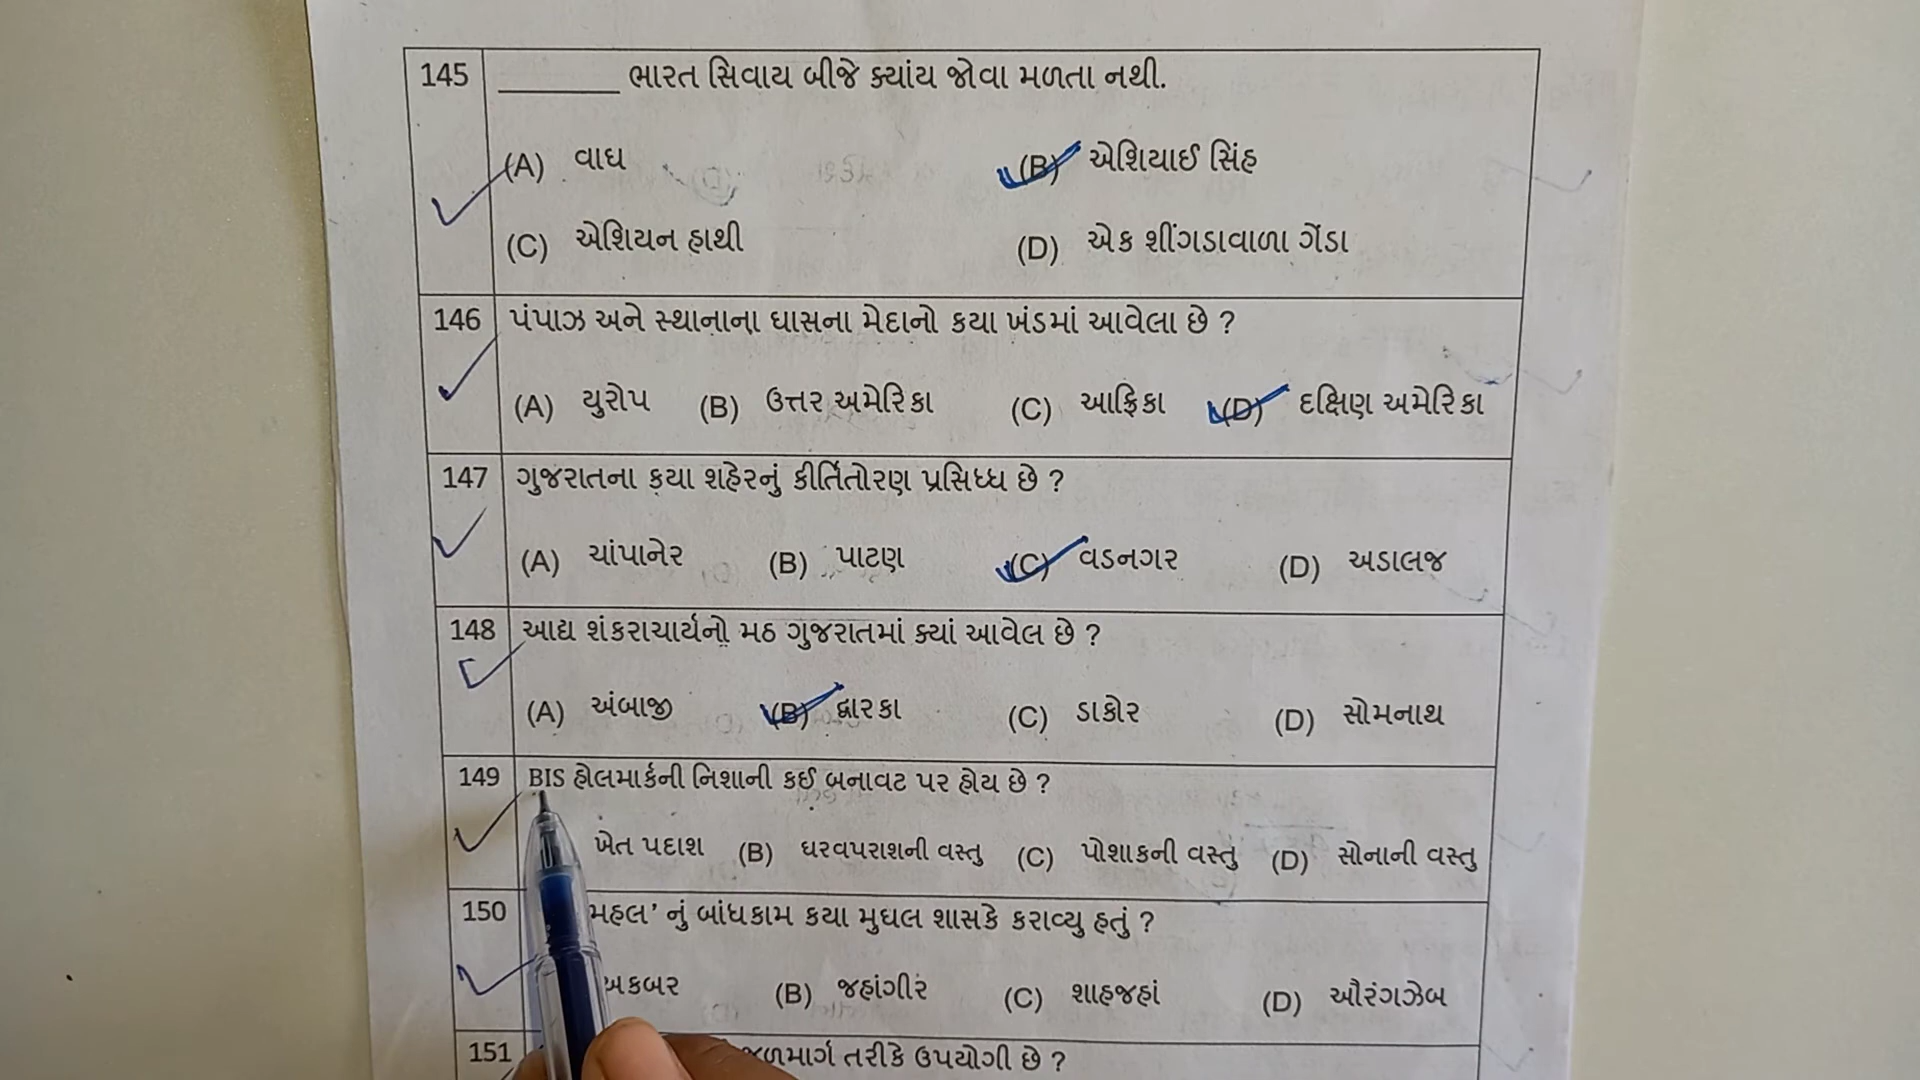 145 ________ ભારત સિવાય બીજે ક્યાંય જોવા મળતા નથી.
(A) વાઘ (B) એશિયાઈ સિંહ
(C) એશિયન હાથી (D) એક શીંગડાવાળા ગેંડા
146 પંપાઝ અને સ્થાનાના ઘાસના મેદાનો કયા ખંડમાં આવેલા છે ?
(A) યુરોપ (B) ઉત્તર અમેરિકા (C) આફ્રિકા (D) દક્ષિણ અમેરિકા
147 ગુજરાતના કયા શહેરનું કીર્તિતોરણ પ્રસિધ્ધ છે ?
(A) ચાંપાનેર (B) પાટણ (C) વડનગર (D) અડાલજ
148 આદ્ય શંકરાચાર્યનો મઠ ગુજરાતમાં ક્યાં આવેલ છે ?
(A) અંબાજી (B) દ્વારકા (C) ડાકોર (D) સોમનાથ
149 BIS હોલમાર્કની નિશાની કઈ બનાવટ પર હોય છે ?
ખેત પદાશ (B) ઘરવપરાશની વસ્તુ (C) પોશાકની વસ્તુ (D) સોનાની વસ્તુ
150 મહલ' નું બાંધકામ કયા મુઘલ શાસકે કરાવ્યુ હતું ?
અકબર (B) જહાંગીર (C) શાહજહાં (D) ઔરંગઝેબ
151 જળમાર્ગ તરીકે ઉપયોગી છે ?